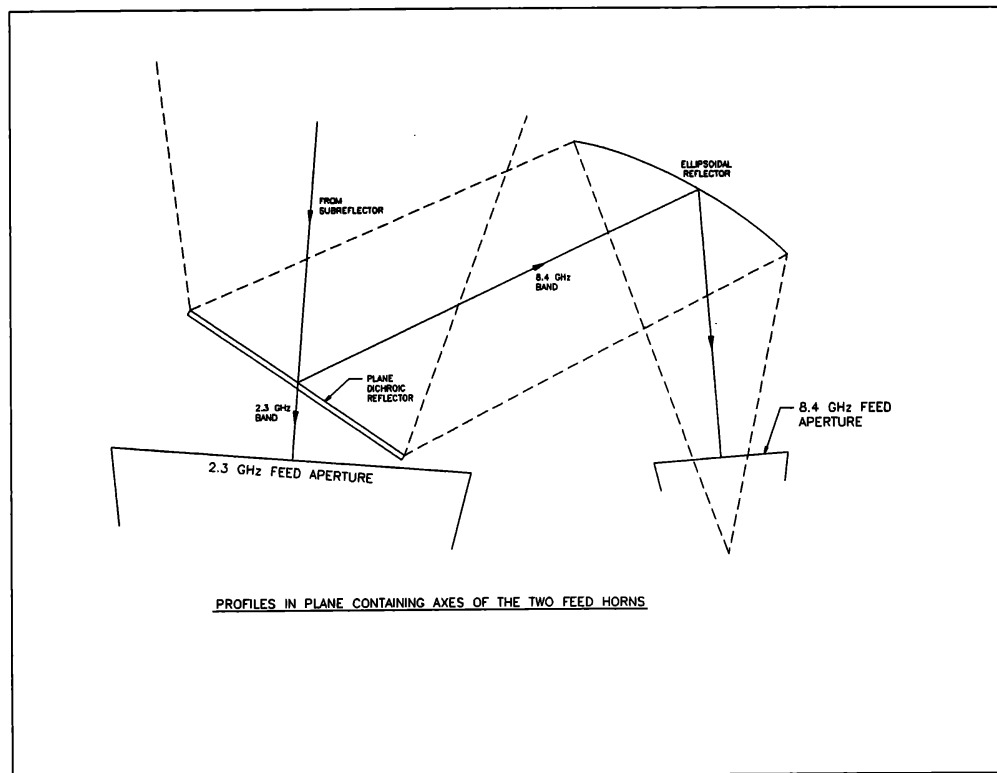 ELLIPSOIDAL
REFLECTOR
FROM
SUBREFLECTOR
8.4 GHz
BAND
PLANE
DICHROIC
REFLECTOR
2.3 GHz
BAND
8.4 GHz FEED
APERTURE
2.3 GHz FEED APERTURE
PROFILES IN PLANE CONTAINING AXES OF THE TWO FEED HORNS